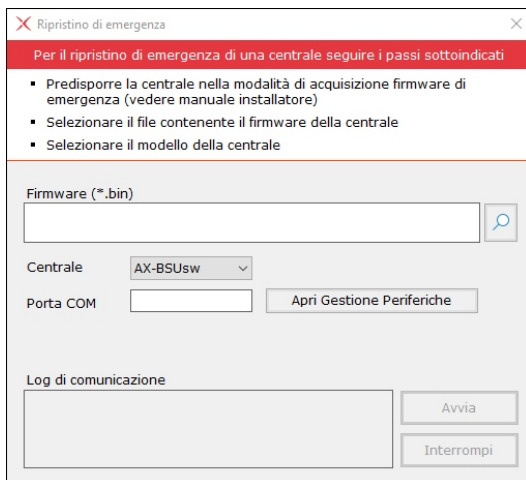 Ripristino di emergenza
Per il ripristino di emergenza di una centrale seguire i passi sottoindicati
▪ Predisporre la centrale nella modalità di acquisizione firmware di
emergenza (vedere manuale installatore)
▪ Selezionare il file contenente il firmware della centrale
▪ Selezionare il modello della centrale
Firmware (*.bin)
Centrale AX-BSUsw
Porta COM Apri Gestione Periferiche
Log di comunicazione
Avvia
Interrompi